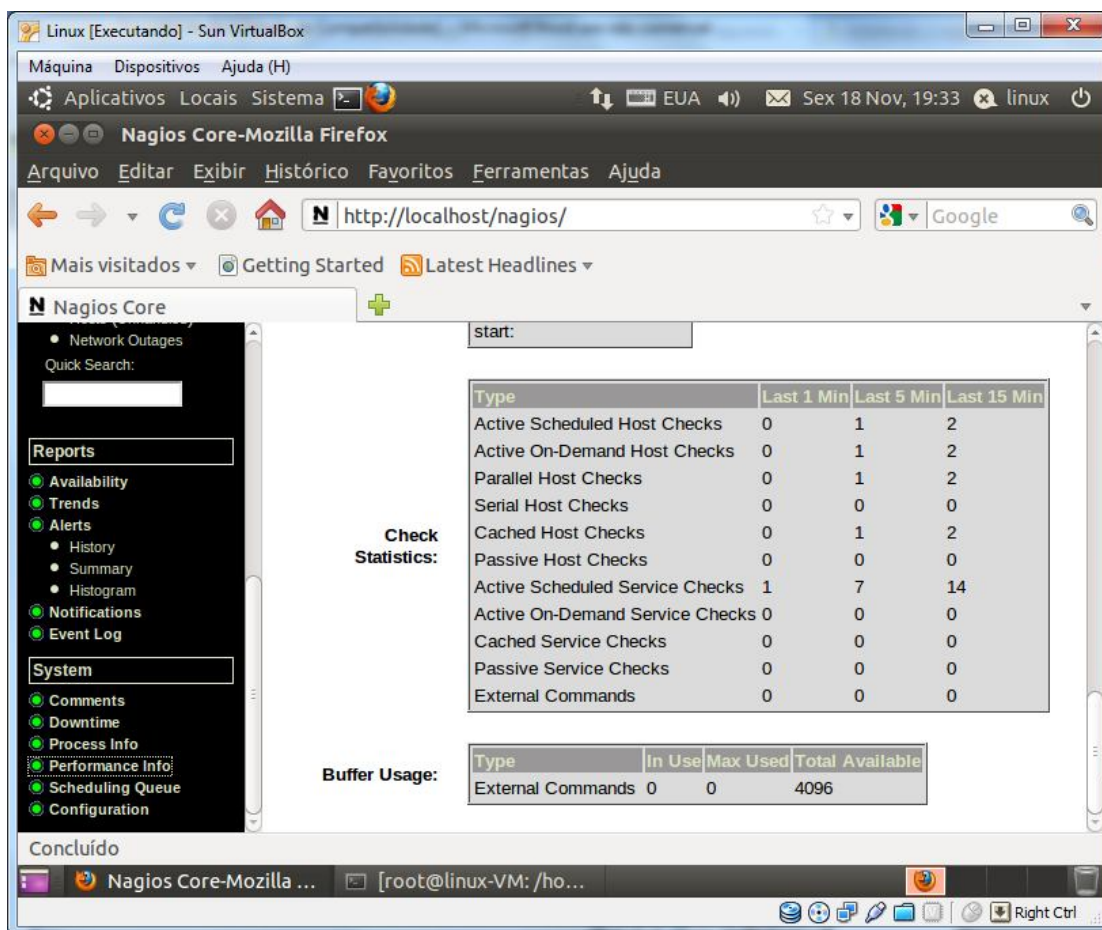 Linux [Executando] - Sun VirtualBox
Máquina Dispositivos Ajuda (H)
Aplicativos Locais Sistema EUA Sex 18 Nov, 19:33 linux
Nagios Core-Mozilla Firefox
Arquivo Editar Exibir Histórico Favoritos Ferramentas Ajuda
N http://localhost/nagios/ Google
Mais visitados Getting Started Latest Headlines
N Nagios Core
Network Outages
Quick Search:
Reports
Availability
Trends
Alerts
History
Summary
Histogram
Notifications
Event Log
System
Comments
Downtime
Process Info
Performance Info
Scheduling Queue
Configuration
start:
Check Statistics:
Type Last 1 Min Last 5 Min Last 15 Min
Active Scheduled Host Checks 0 1 2
Active On-Demand Host Checks 0 1 2
Parallel Host Checks 0 1 2
Serial Host Checks 0 0 0
Cached Host Checks 0 1 2
Passive Host Checks 0 0 0
Active Scheduled Service Checks 1 7 14
Active On-Demand Service Checks 0 0 0
Cached Service Checks 0 0 0
Passive Service Checks 0 0 0
External Commands 0 0 0
Buffer Usage:
Type In Use Max Used Total Available
External Commands 0 0 4096
Concluído
Nagios Core-Mozilla ... [root@linux-VM: /ho...
Right Ctrl